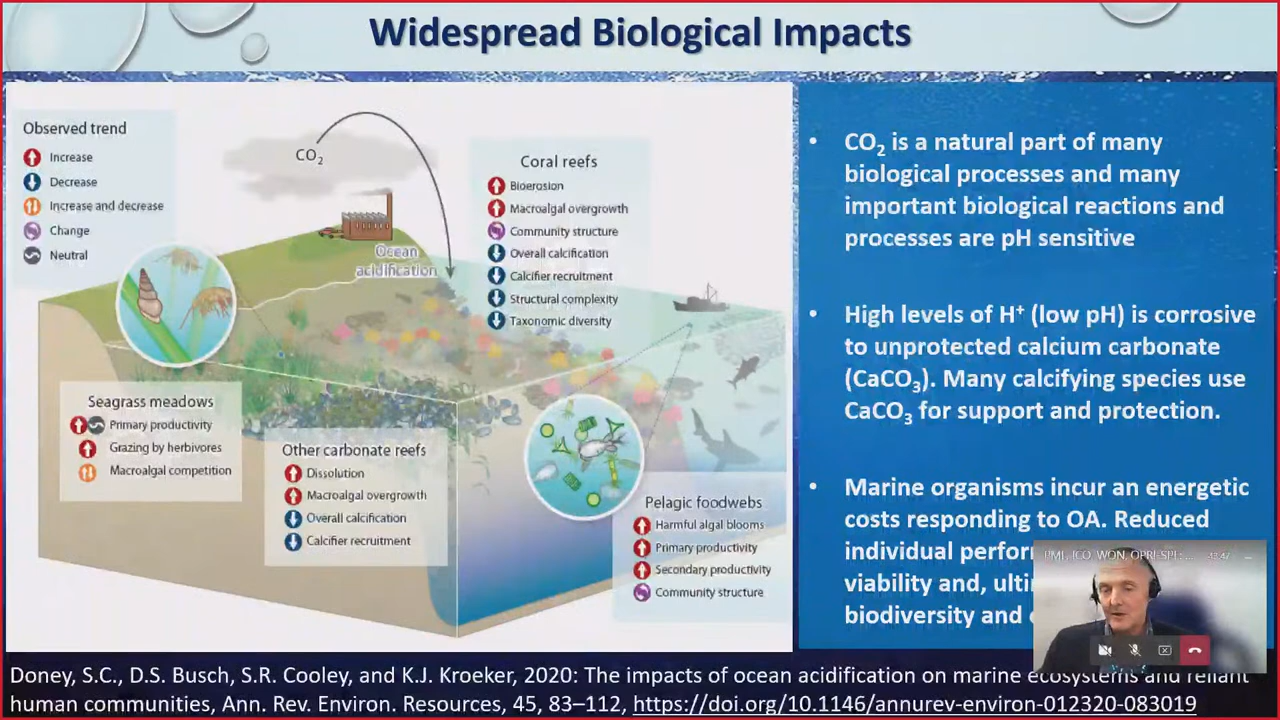 Widespread Biological Impacts
Observed trend
Increase
Decrease
Increase and decrease
Change
Neutral
CO₂
Ocean
acidification
Coral reefs
Bioerosion
Macroalgal overgrowth
Community structure
Overall calcification
Calcifier recruitment
Structural complexity
Taxonomic diversity
Seagrass meadows
Primary productivity
Grazing by herbivores
Macroalgal competition
Other carbonate reefs
Dissolution
Macroalgal overgrowth
Overall calcification
Calcifier recruitment
Pelagic foodwebs
Harmful algal blooms
Primary productivity
Secondary productivity
Community structure
• CO₂ is a natural part of many
biological processes and many
important biological reactions and
processes are pH sensitive
• High levels of H⁺ (low pH) is corrosive
to unprotected calcium carbonate
(CaCO₃). Many calcifying species use
CaCO₃ for support and protection.
• Marine organisms incur an energetic
costs responding to OA. Reduced
individual
viability and,
biodiversity and
Doney, S.C., D.S. Busch, S.R. Cooley, and K.J. Kroeker, 2020: The impacts of ocean acidification on marine ecosystems and reliant
human communities, Ann. Rev. Environ. Resources, 45, 83–112, https://doi.org/10.1146/annurev-environ-012320-083019